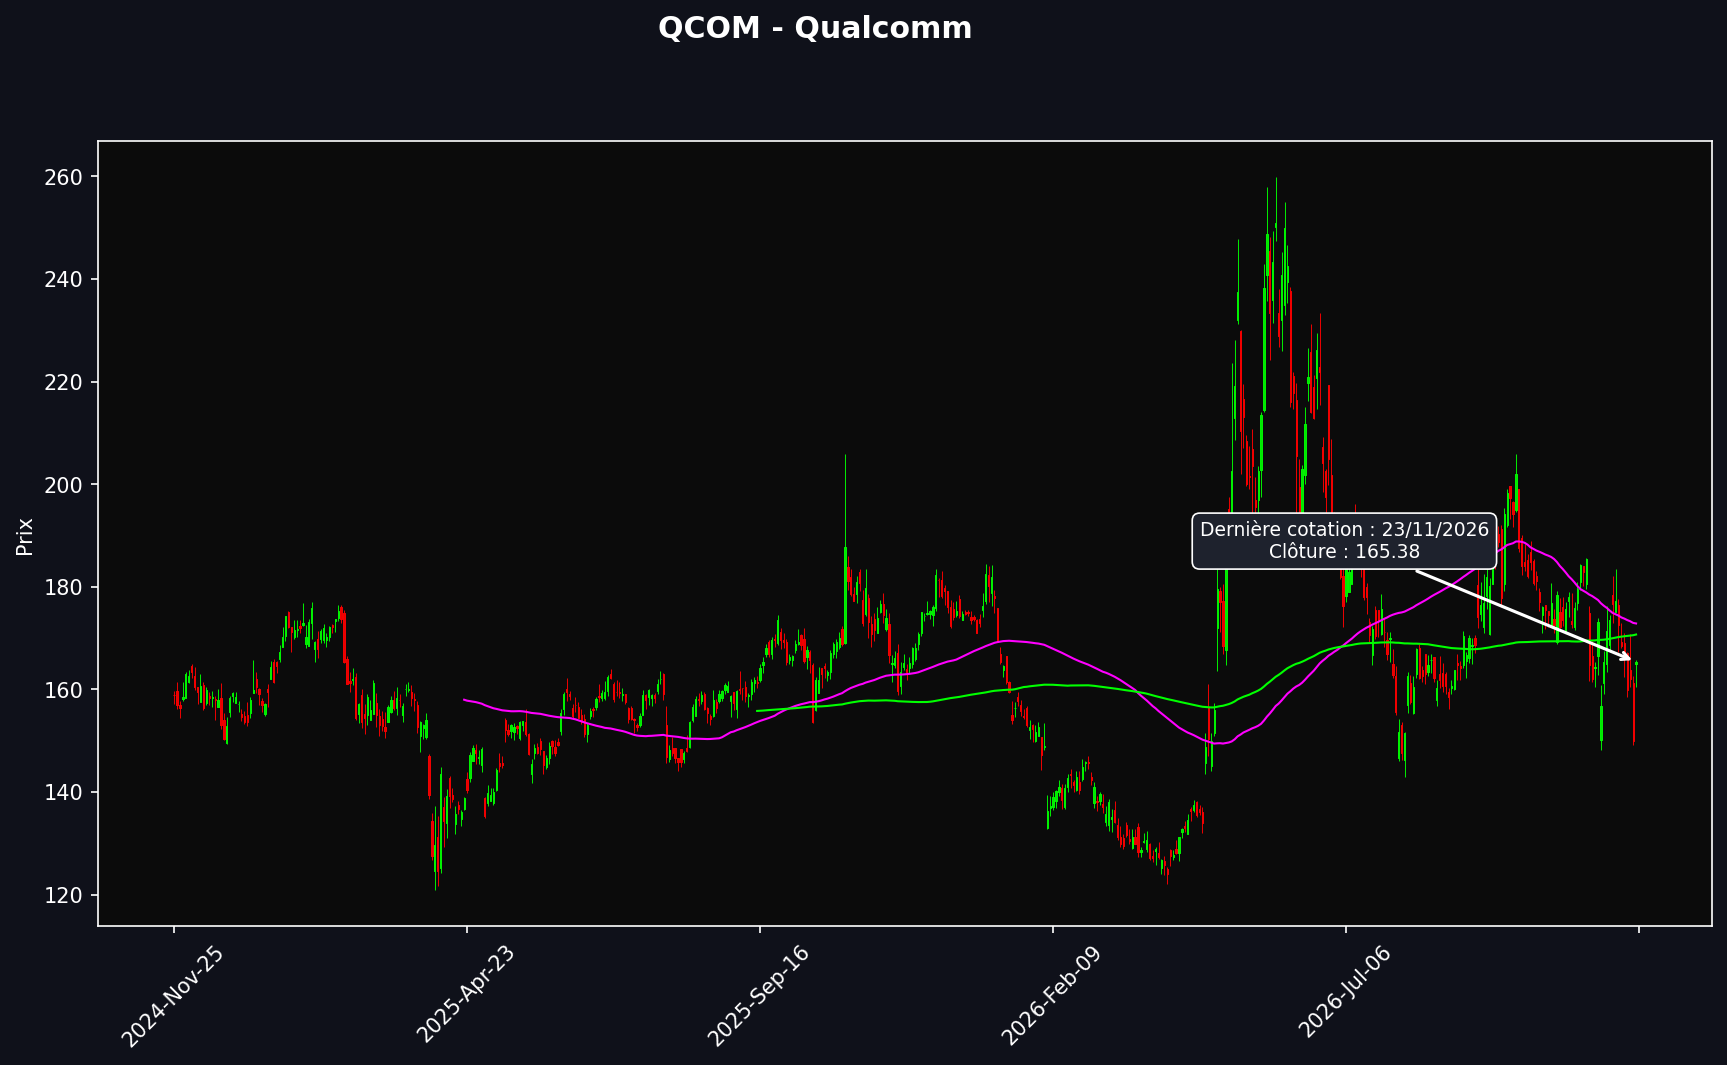 QCOM - Qualcomm
Prix
260
240
220
200
180
160
140
120
Dernière cotation : 23/11/2026
Clôture : 165.38
2024-Nov-25
2025-Apr-23
2025-Sep-16
2026-Feb-09
2026-Jul-06